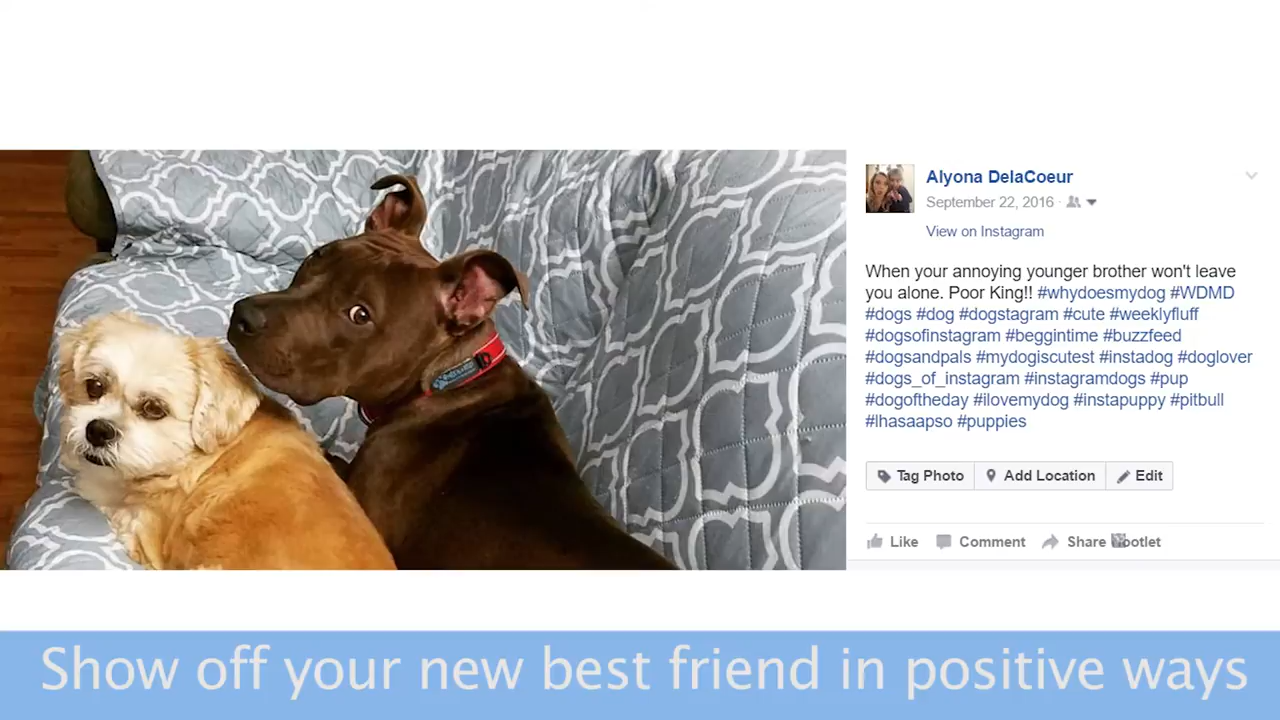 Alyona DelaCoeur
September 22, 2016 ·
View on Instagram
When your annoying younger brother won't leave
you alone. Poor King!! #whydoesmydog #WDMD
#dogs #dog #dogstagram #cute #weeklyfluff
#dogsofinstagram #beggintime #buzzfeed
#dogsandpals #mydogiscutest #instadog #doglover
#dogs_of_instagram #instagramdogs #pup
#dogoftheday #ilovemydog #instapuppy #pitbull
#lhasaapso #puppies
Tag Photo Add Location Edit
Like Comment Share
Show off your new best friend in positive ways